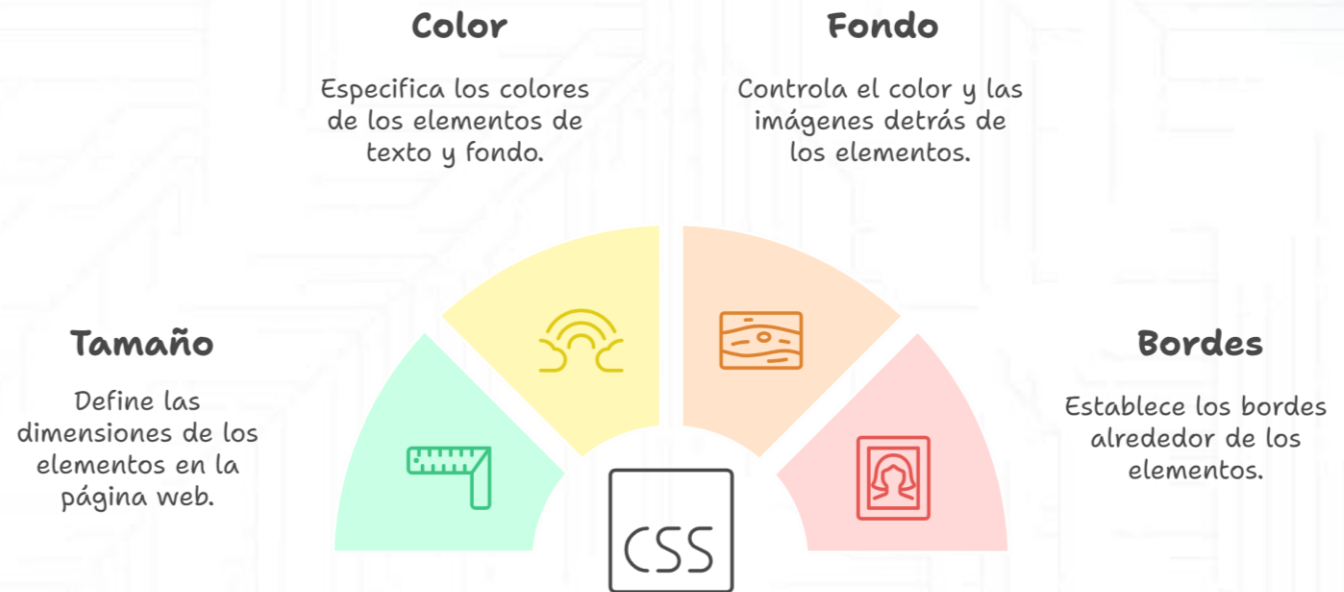 Color
Especifica los colores
de los elementos de
texto y fondo.
Fondo
Controla el color y las
imágenes detrás de
los elementos.
Tamaño
Define las
dimensiones de los
elementos en la
página web.
Bordes
Establece los bordes
alrededor de los
elementos.
CSS